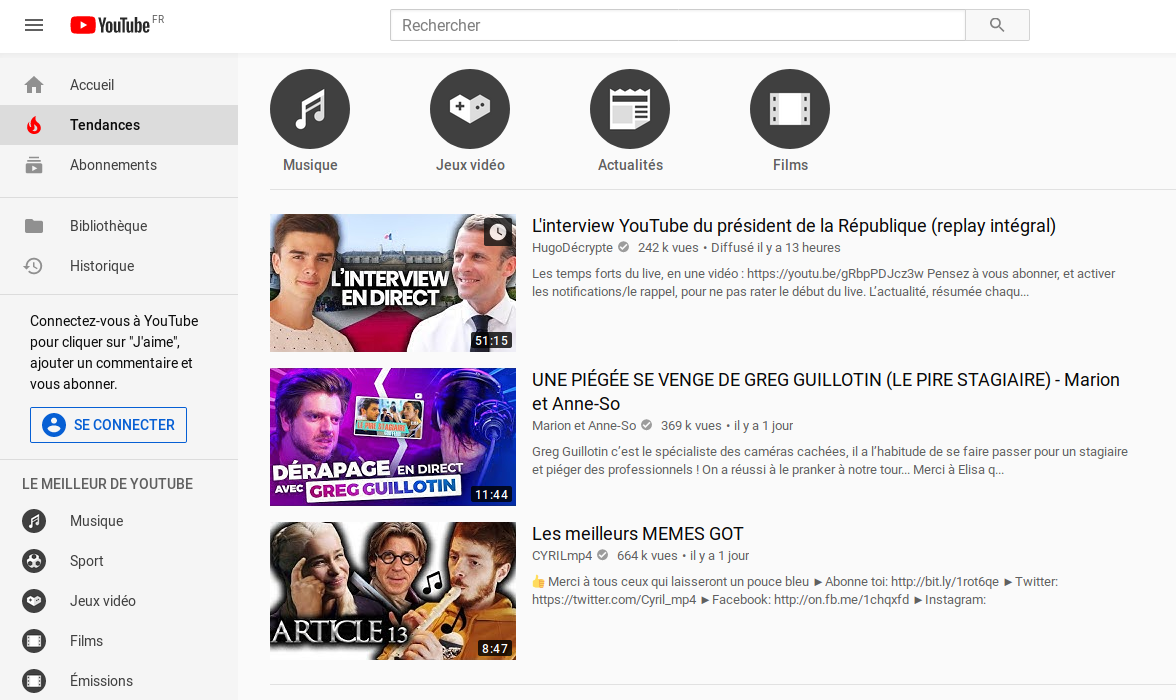 YouTube FR
Rechercher
Accueil
Tendances
Abonnements
Bibliothèque
Historique
Connectez-vous à YouTube
pour cliquer sur "J'aime",
ajouter un commentaire et
vous abonner.
SE CONNECTER
LE MEILLEUR DE YOUTUBE
Musique
Sport
Jeux vidéo
Films
Émissions
Musique
Jeux vidéo
Actualités
Films
L'INTERVIEW
EN DIRECT
51:15
L'interview YouTube du président de la République (replay intégral)
HugoDécrypte 242 k vues • Diffusé il y a 13 heures
Les temps forts du live, en une vidéo : https://youtu.be/gRbpPDJcz3w Pensez à vous abonner, et activer
les notifications/le rappel, pour ne pas rater le début du live. L’actualité, résumée chaqu...
LE PIRE STAGIAIRE
DÉRAPAGE EN DIRECT
AVEC GREG GUILLOTIN
11:44
UNE PIÉGÉE SE VENGE DE GREG GUILLOTIN (LE PIRE STAGIAIRE) - Marion
et Anne-So
Marion et Anne-So 369 k vues • il y a 1 jour
Greg Guillotin c’est le spécialiste des caméras cachées, il a l’habitude de se faire passer pour un stagiaire
et piéger des professionnels ! On a réussi à le pranker à notre tour... Merci à Elisa q...
ARTICLE 13
8:47
Les meilleurs MEMES GOT
CYRILmp4 664 k vues • il y a 1 jour
👍 Merci à tous ceux qui laisseront un pouce bleu ►Abonne toi: http://bit.ly/1rot6qe ►Twitter:
https://twitter.com/Cyril_mp4 ►Facebook: http://on.fb.me/1chqxfd ►Instagram: